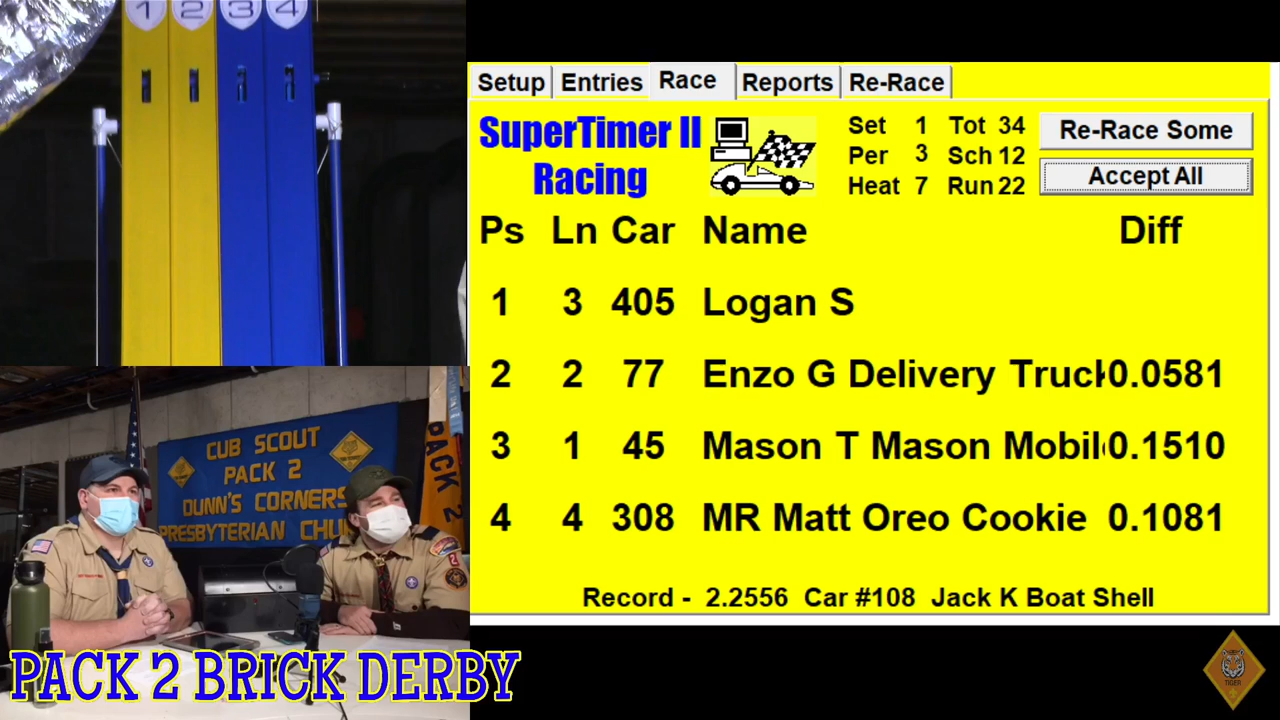 1 2 3 4
Setup Entries Race Reports Re-Race
SuperTimer II
Racing
Set 1 Tot 34
Per 3 Sch 12
Heat 7 Run 22
Re-Race Some
Accept All
Ps Ln Car Name Diff
1 3 405 Logan S
2 2 77 Enzo G Delivery Truck 0.0581
3 1 45 Mason T Mason Mobil 0.1510
4 4 308 MR Matt Oreo Cookie 0.1081
Record - 2.2556 Car #108 Jack K Boat Shell
CUB SCOUT
PACK 2
DUNN'S CORNERS
PRESBYTERIAN CHU
PACK 2
2
PACK 2 BRICK DERBY
TIGER